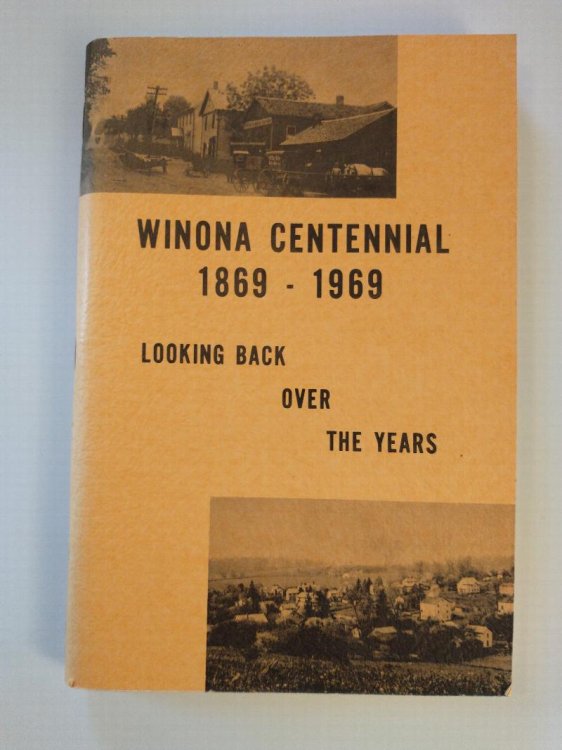 WINONA CENTENNIAL
1869 - 1969
LOOKING BACK
OVER
THE YEARS